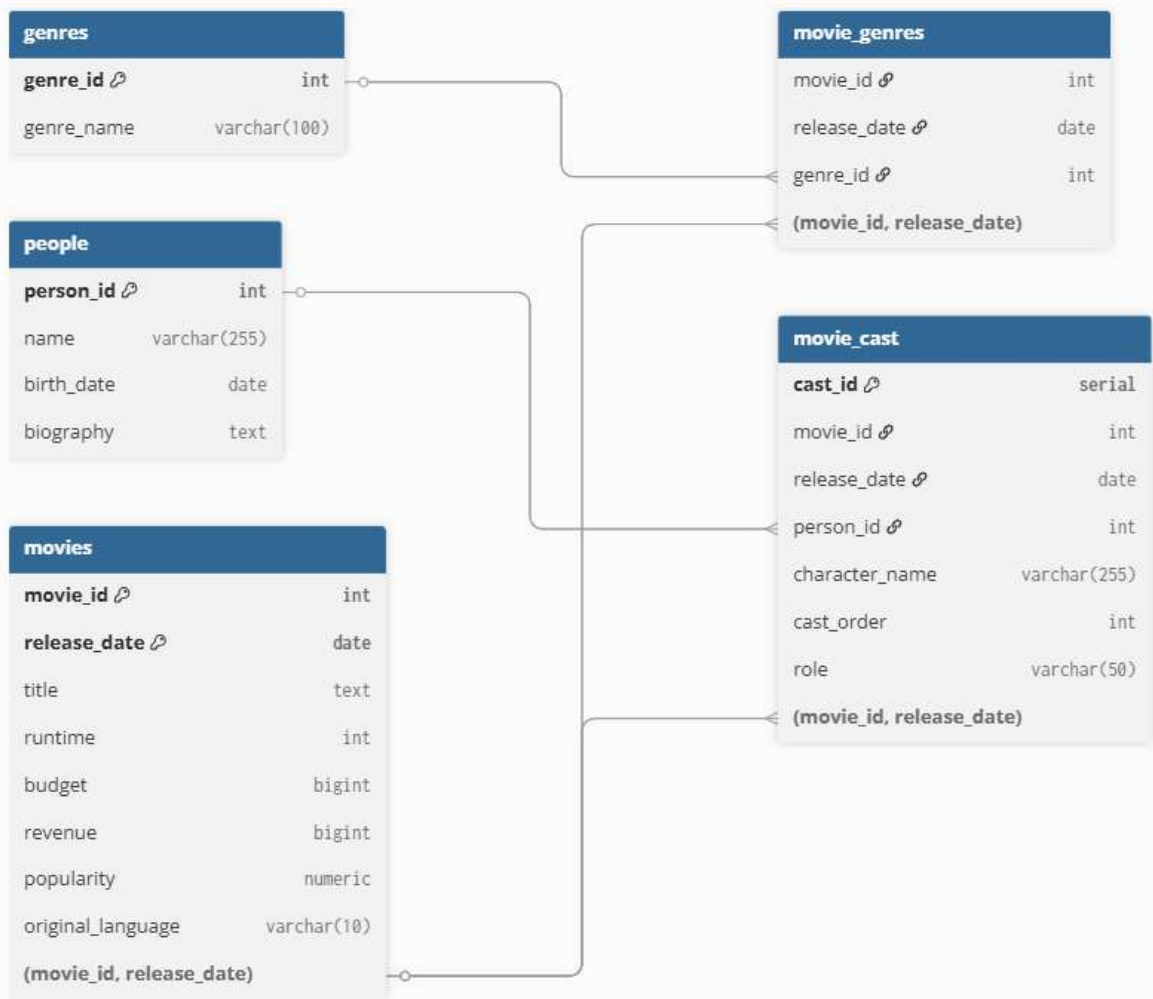 genres
genre_id int
genre_name varchar(100)
people
person_id int
name varchar(255)
birth_date date
biography text
movies
movie_id int
release_date date
title text
runtime int
budget bigint
revenue bigint
popularity numeric
original_language varchar(10)
(movie_id, release_date)
movie_genres
movie_id int
release_date date
genre_id int
(movie_id, release_date)
movie_cast
cast_id serial
movie_id int
release_date date
person_id int
character_name varchar(255)
cast_order int
role varchar(50)
(movie_id, release_date)